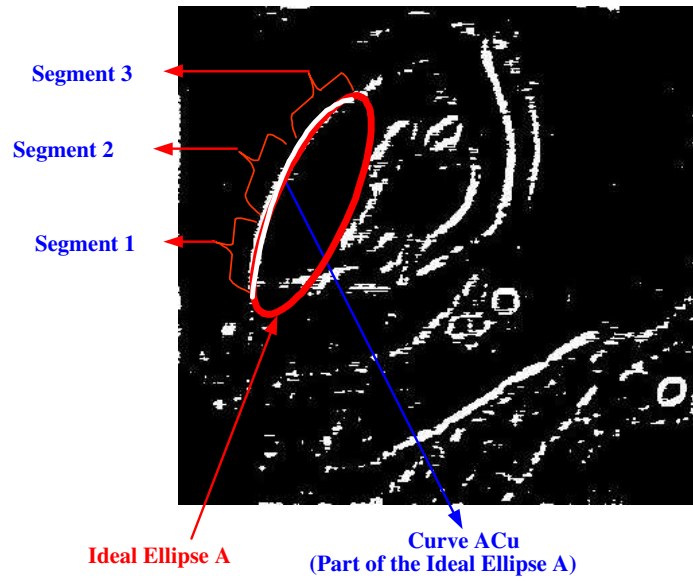 Segment 3
Segment 2
Segment 1
Ideal Ellipse A
Curve ACu
(Part of the Ideal Ellipse A)